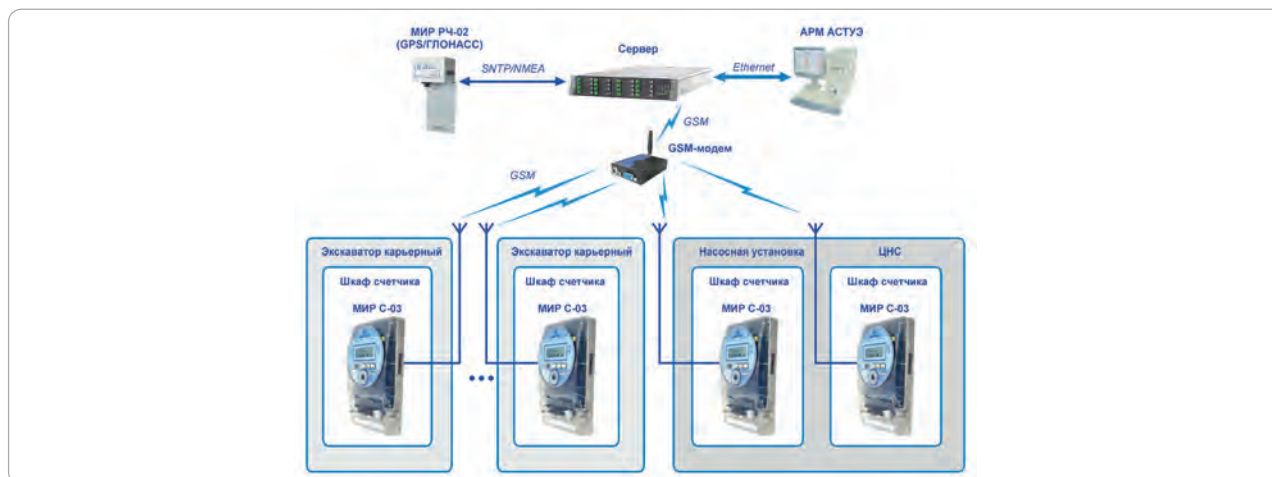 МИР РЧ-02
(GPS/ГЛОНАСС)
SNTP/NMEA
Сервер
Ethernet
АРМ АСТУЭ
GSM
GSM-модем
GSM
Экскаватор карьерный
Экскаватор карьерный
Насосная установка
ЦНС
Шкаф счетчика
Шкаф счетчика
Шкаф счетчика
Шкаф счетчика
МИР С-03
МИР С-03
МИР С-03
МИР С-03